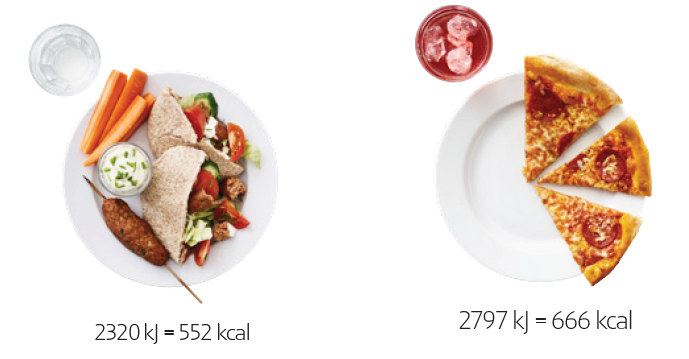 2320 kJ = 552 kcal
2797 kJ = 666 kcal